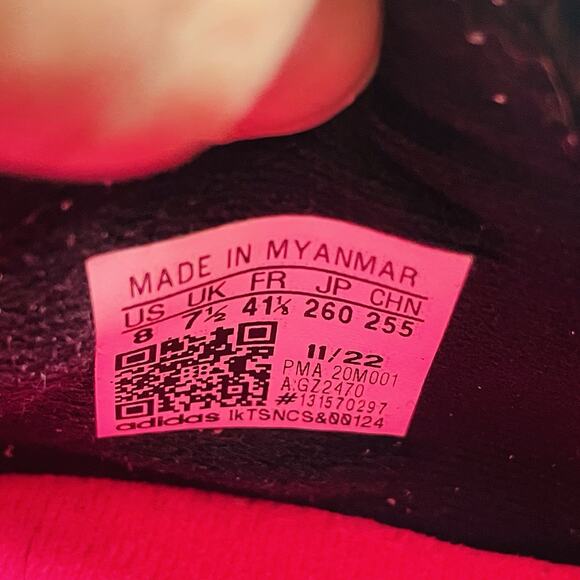 MADE IN MYANMAR
US UK FR JP CHN
8 7½ 41⅓ 260 255
11/22
PMA 20M001
A:GZ2470
#131570297
adidas 1KTSNCS&00124